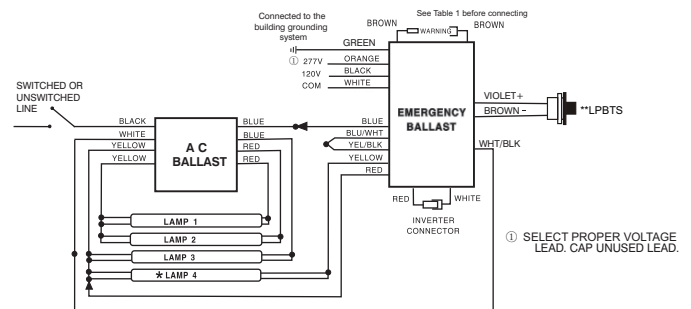 Connected to the
building grounding
system
See Table 1 before connecting
BROWN
WARNING
BROWN
GREEN
① 277V
ORANGE
120V
BLACK
COM
WHITE
SWITCHED OR
UNSWITCHED
LINE
BLACK
WHITE
YELLOW
YELLOW
A C
BALLAST
BLUE
BLUE
RED
RED
BLUE
BLU/WHT
YEL/BLK
YELLOW
RED
EMERGENCY
BALLAST
VIOLET+
BROWN -
**LPBTS
WHT/BLK
RED
WHITE
INVERTER
CONNECTOR
LAMP 1
LAMP 2
LAMP 3
*LAMP 4
① SELECT PROPER VOLTAGE
LEAD. CAP UNUSED LEAD.